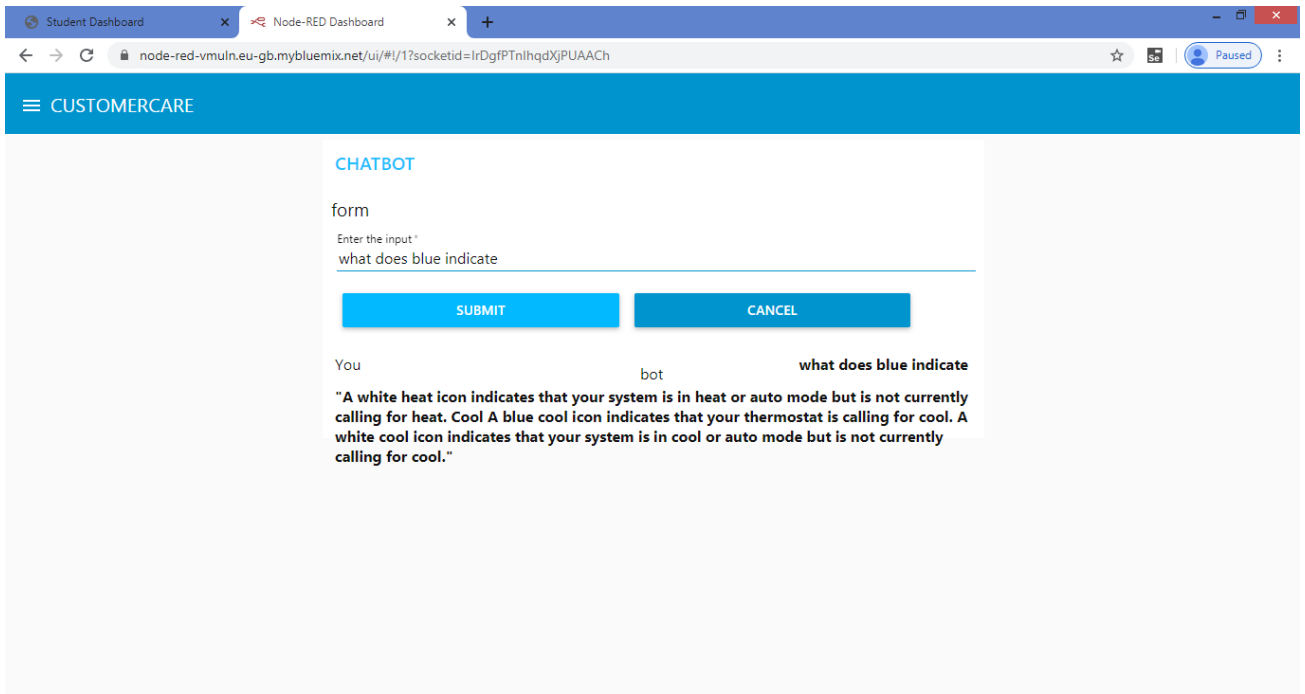 Student Dashboard
Node-RED Dashboard
node-red-vmuln.eu-gb.mybluemix.net/ui/#!/1?socketid=IrDgfPTnIhqdXjPUAACh
Se
Paused
CUSTOMERCARE
CHATBOT
form
Enter the input *
what does blue indicate
SUBMIT
CANCEL
You
what does blue indicate
bot
"A white heat icon indicates that your system is in heat or auto mode but is not currently
calling for heat. Cool A blue cool icon indicates that your thermostat is calling for cool. A
white cool icon indicates that your system is in cool or auto mode but is not currently
calling for cool."